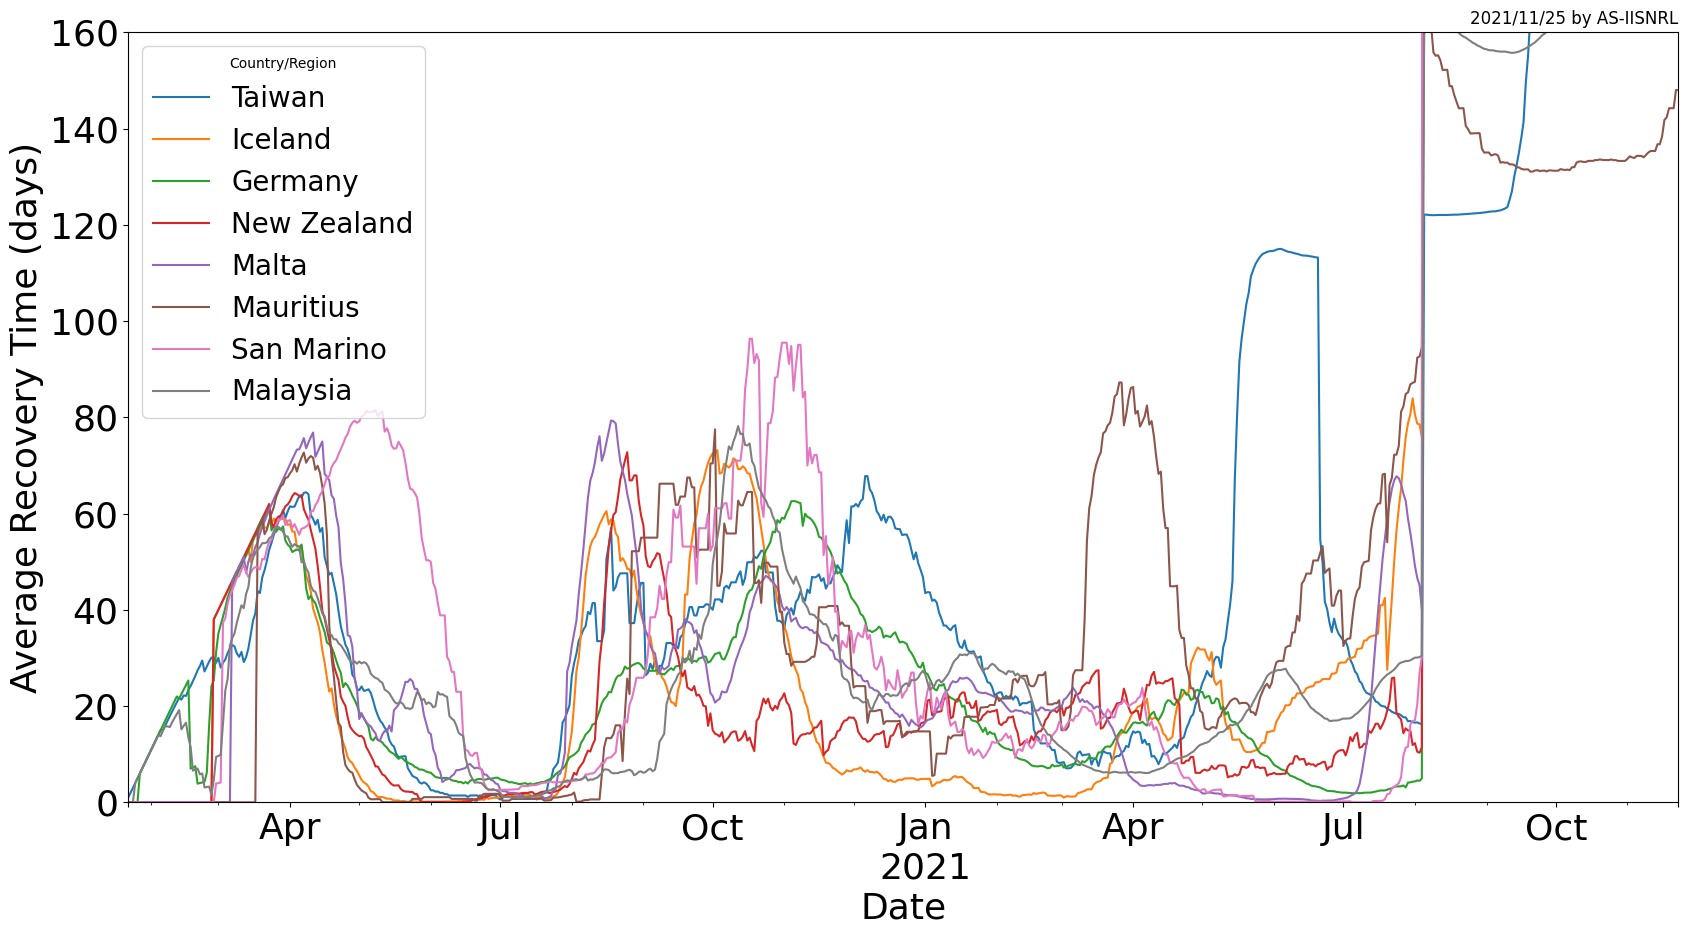 2021/11/25 by AS-IISNRL
160
140
120
100
80
60
40
20
0
Average Recovery Time (days)
Country/Region
Taiwan
Iceland
Germany
New Zealand
Malta
Mauritius
San Marino
Malaysia
Apr Jul Oct Jan Apr Jul Oct
2021
Date